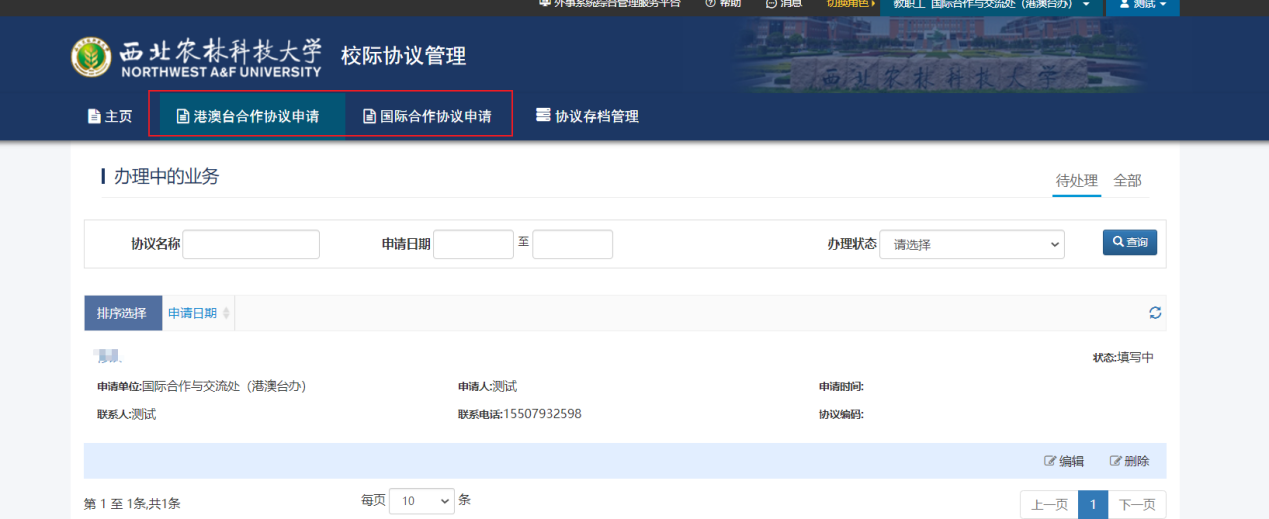 外事系统综合管理服务平台 帮助 消息 切换角色 教职工 国际合作与交流处（港澳台办） 测试
西北农林科技大学 校际协议管理
NORTHWEST A&F UNIVERSITY
西北农林科技大学
主页 港澳台合作协议申请 国际合作协议申请 协议存档管理
办理中的业务 待处理 全部
协议名称 申请日期 至 办理状态 请选择 查询
排序选择 申请日期
状态:填写中
申请单位:国际合作与交流处（港澳台办） 申请人:测试 申请时间:
联系人:测试 联系电话:15507932598 协议编码:
编辑 删除
第 1 至 1条,共1条 每页 10 条 上一页 1 下一页